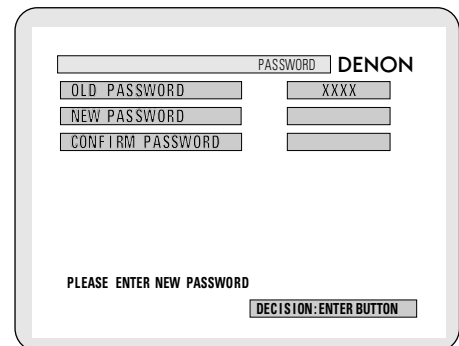 PASSWORD DENON
OLD PASSWORD XXXX
NEW PASSWORD
CONFIRM PASSWORD
PLEASE ENTER NEW PASSWORD
DECISION:ENTER BUTTON